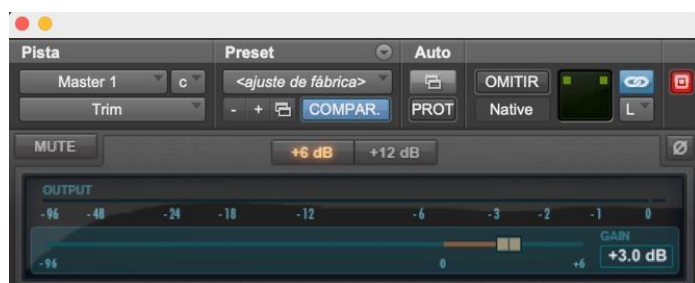 Pista Preset Auto
Master 1 c <ajuste de fábrica> OMITIR
Trim - + COMPAR. PROT Native L
MUTE +6 dB +12 dB Ø
OUTPUT
-96 -48 -24 -18 -12 -6 -3 -2 -1 0
GAIN
-96 0 +6 +3.0 dB